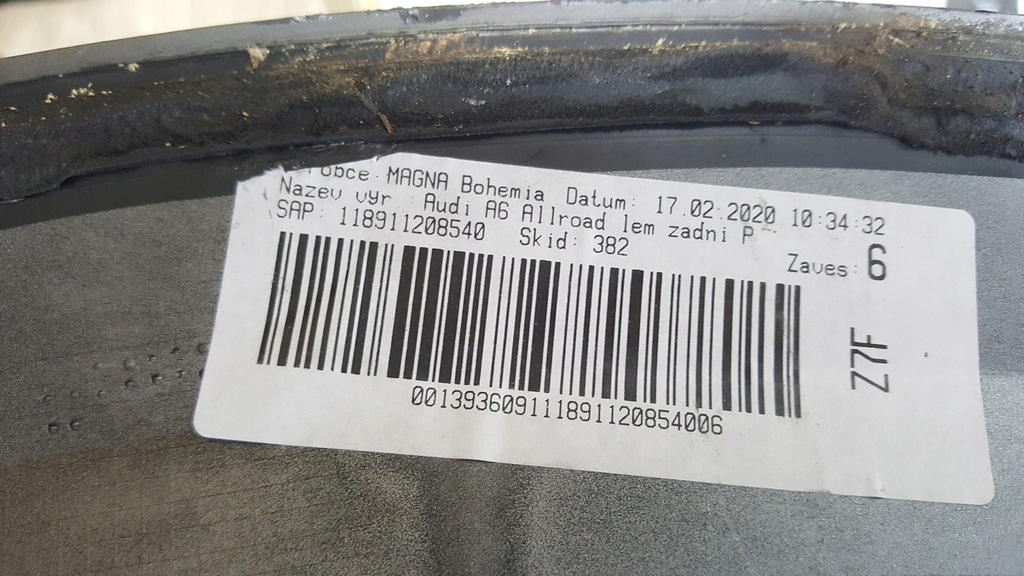 obce: MAGNA Bohemia Datum: 17.02.2020 10:34:32
Nazev vyr : Audi A6 Allroad lem zadni P
SAP: 118911208540 Skid: 382
Zaves: 6
Z7F
001393609111891120854006